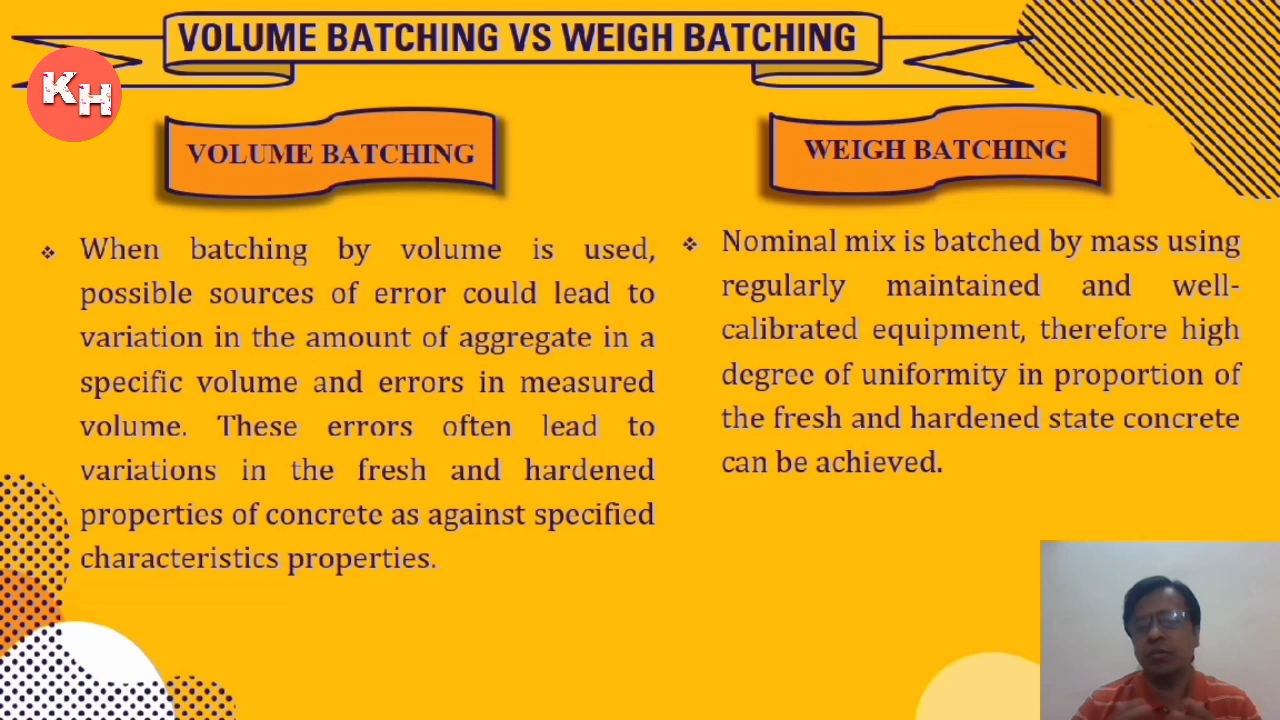 VOLUME BATCHING VS WEIGH BATCHING
KH
VOLUME BATCHING
When batching by volume is used,
possible sources of error could lead to
variation in the amount of aggregate in a
specific volume and errors in measured
volume. These errors often lead to
variations in the fresh and hardened
properties of concrete as against specified
characteristics properties.
WEIGH BATCHING
Nominal mix is batched by mass using
regularly maintained and well-
calibrated equipment, therefore high
degree of uniformity in proportion of
the fresh and hardened state concrete
can be achieved.